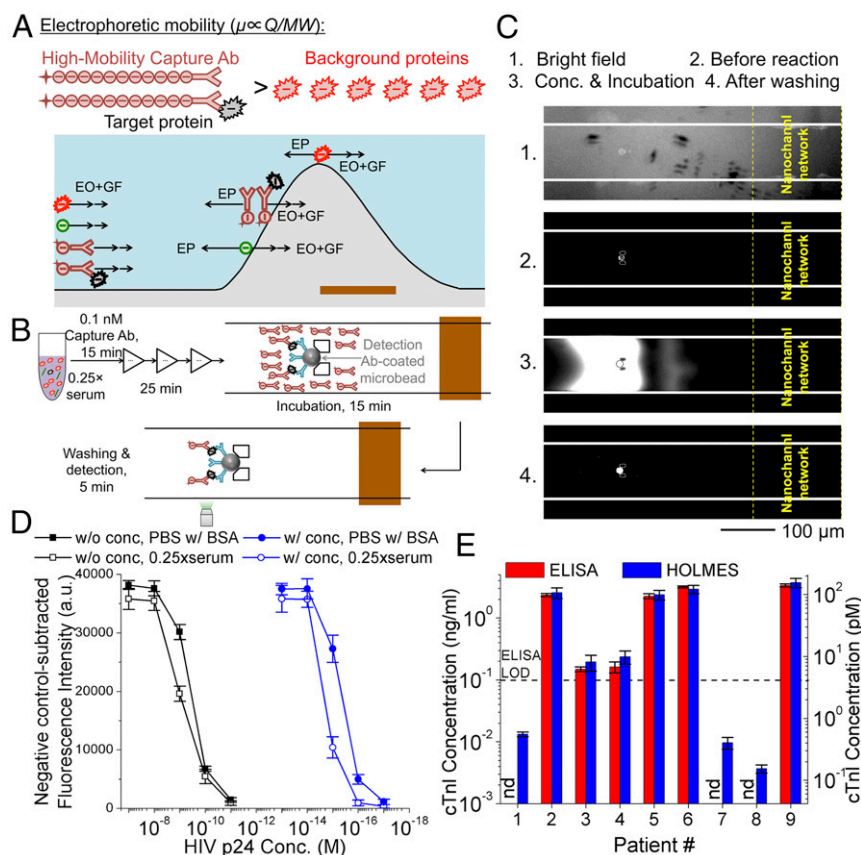 A Electrophoretic mobility (μ∝ Q/MW):
High-Mobility Capture Ab
Background proteins
>
Target protein
EP
EO+GF
EO+GF
EP
EO+GF
EP
EO+GF
B
0.1 nM
Capture Ab,
15 min
0.25×
serum
25 min
Detection
Ab-coated
microbead
Incubation, 15 min
Washing &
detection,
5 min
C
1. Bright field 2. Before reaction
3. Conc. & Incubation 4. After washing
1.
Nanochannl
network
2.
Nanochannl
network
3.
Nanochannl
network
4.
Nanochannl
network
100 μm
D
w/o conc, PBS w/ BSA w/ conc, PBS w/ BSA
w/o conc, 0.25xserum w/ conc, 0.25xserum
Negative control-subtracted
Fluorescence Intensity (a.u.)
40000
30000
20000
10000
0
10⁻⁸ 10⁻¹⁰ 10⁻¹² 10⁻¹⁴ 10⁻¹⁶ 10⁻¹⁸
HIV p24 Conc. (M)
E
ELISA HOLMES
cTnI Concentration (ng/ml)
10⁰
10⁻¹
10⁻²
10⁻³
ELISA
LOD
nd
nd
nd
1 2 3 4 5 6 7 8 9
Patient #
10²
10¹
10⁰
10⁻¹
cTnI Concentration (pM)